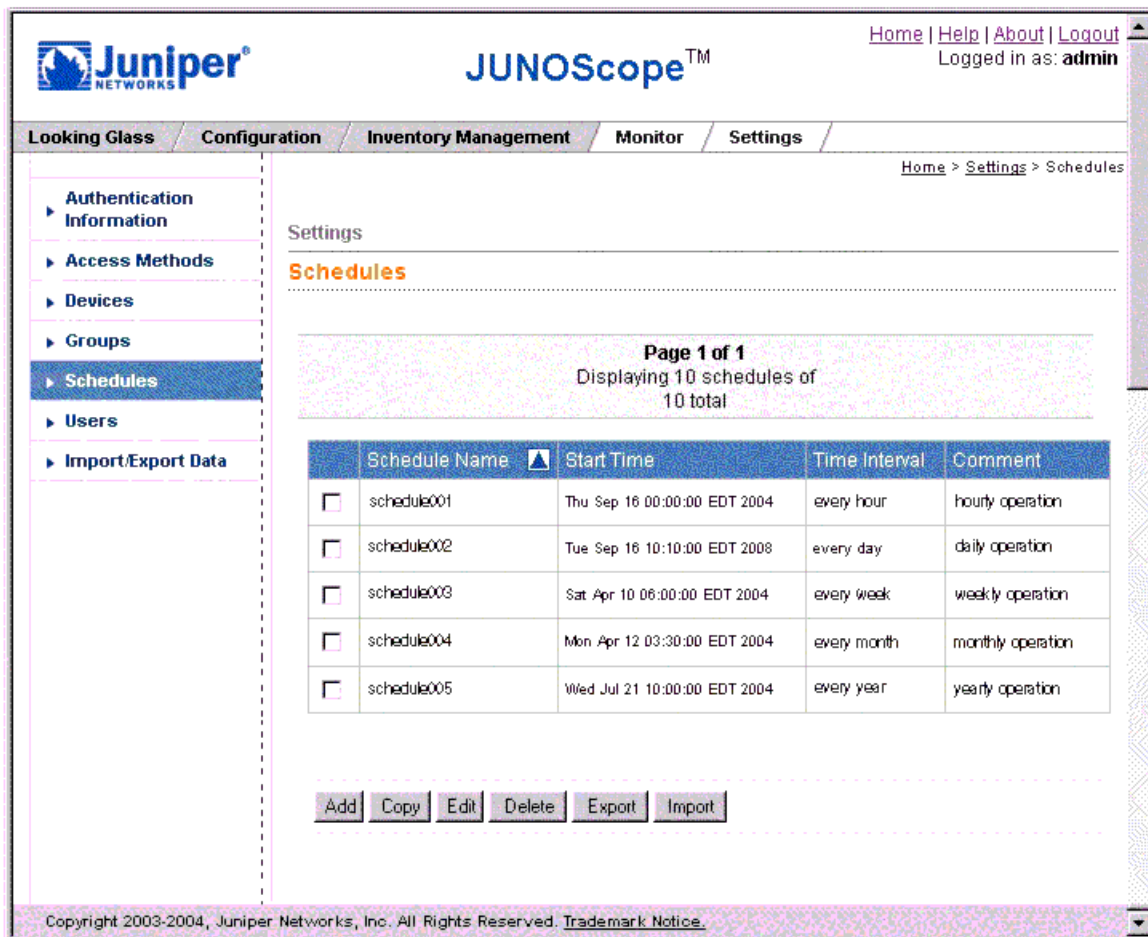 Juniper®
NETWORKS
JUNOScope™
Home | Help | About | Logout
Logged in as: admin
Looking Glass / Configuration / Inventory Management / Monitor / Settings /
Home > Settings > Schedules
Authentication
Information
Access Methods
Devices
Groups
Schedules
Users
Import/Export Data
Settings
Schedules
Page 1 of 1
Displaying 10 schedules of
10 total
Schedule Name Start Time Time Interval Comment
schedule001 Thu Sep 16 00:00:00 EDT 2004 every hour hourly operation
schedule002 Tue Sep 16 10:10:00 EDT 2008 every day daily operation
schedule003 Sat Apr 10 06:00:00 EDT 2004 every week weekly operation
schedule004 Mon Apr 12 03:30:00 EDT 2004 every month monthly operation
schedule005 Wed Jul 21 10:00:00 EDT 2004 every year yearly operation
Add Copy Edit Delete Export Import
Copyright 2003-2004, Juniper Networks, Inc. All Rights Reserved. Trademark Notice.